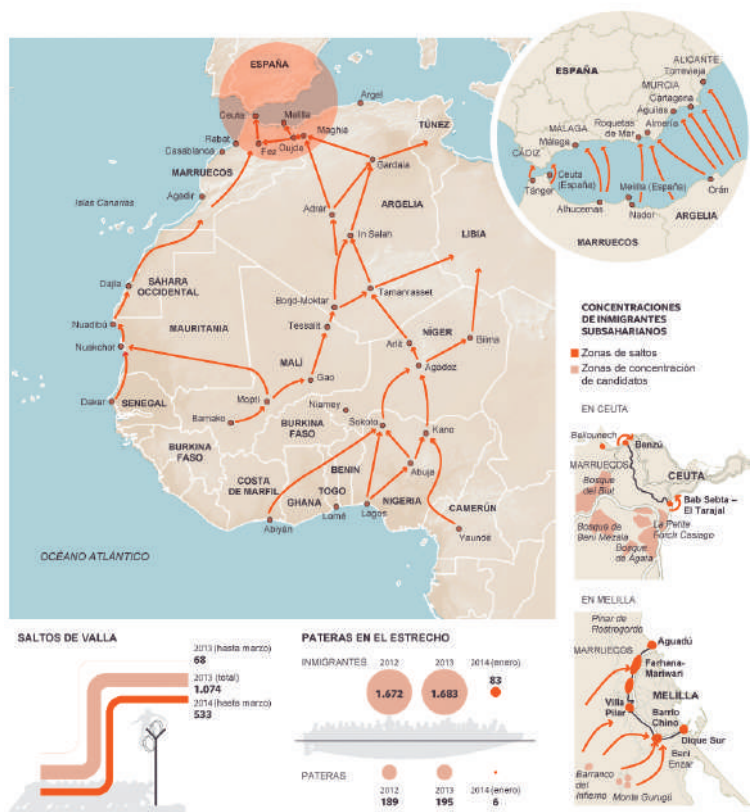 ESPAÑA
Ceuta
Melilla
Argel
Maghia
TÚNEZ
Rabat
Casablanca
Fez
Oujda
Gardaia
MARRUECOS
Agadir
Islas Canarias
Adrar
ARGELIA
In Salah
LIBIA
Dajla
SÁHARA
OCCIDENTAL
Tamanrasset
Borjd-Moktar
Nuadibú
MAURITANIA
Tessalit
NÍGER
Nuakchot
Arlit
Bilma
MALÍ
Gao
Agadez
Dakar
SENEGAL
Mopti
Niamey
Bamako
BURKINA
FASO
Sokoto
Kano
BURKINA
FASO
BENIN
Abuja
COSTA
DE MARFIL
TOGO
GHANA
NIGERIA
CAMERÚN
Lomé
Lagos
Abiyán
Yaundé
OCÉANO ATLÁNTICO
ALICANTE
Torrevieja
ESPAÑA
MURCIA
Cartagena
Águilas
Roquetas
de Mar
Almería
MÁLAGA
Málaga
CÁDIZ
Ceuta
(España)
Melilla (España)
Orán
Tánger
Alhucemas
Nador
ARGELIA
MARRUECOS
CONCENTRACIONES
DE INMIGRANTES
SUBSAHARIANOS
Zonas de saltos
Zonas de concentración
de candidatos
EN CEUTA
Belyounech
Benzú
MARRUECOS
CEUTA
Bosque
del Biut
Bab Sebta –
El Tarajal
Bosque de
Beni Mezala
La Petite
Bosque
de Agata
EN MELILLA
Pinar de
Rostrogordo
MARRUECOS
Aguadú
Farhana-
Mariwari
MELILLA
Villa
Pilar
Barrio
Chino
Dique Sur
Beni
Enzar
Barranco
del
Infierno
Monte Gurugú
SALTOS DE VALLA
2013 (hasta marzo)
68
2013 (total)
1.074
2014 (hasta marzo)
533
PATERAS EN EL ESTRECHO
INMIGRANTES
2012
2013
2014 (enero)
1.672
1.683
83
PATERAS
2012
2013
2014 (enero)
189
195
6